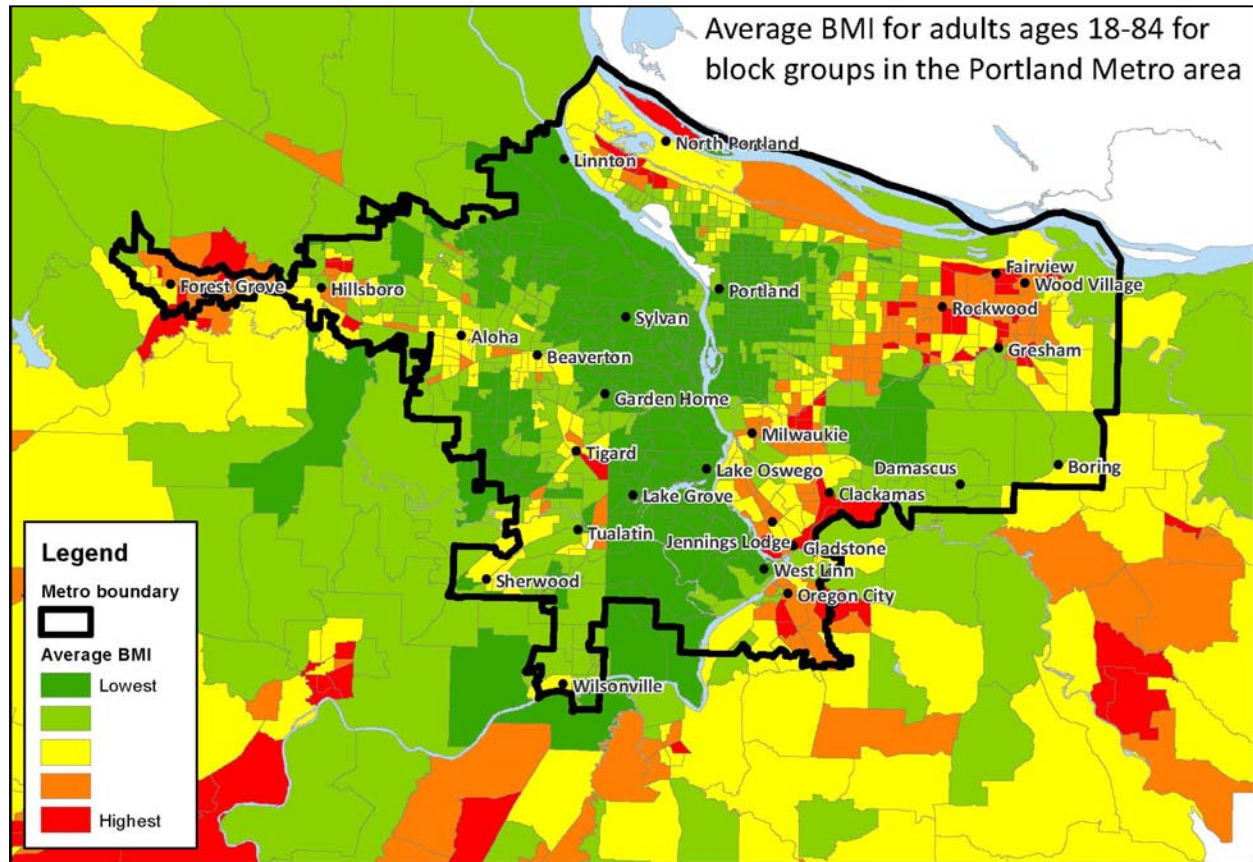 Average BMI for adults ages 18-84 for
block groups in the Portland Metro area
North Portland
Linnton
Fairview
Wood Village
Forest Grove
Hillsboro
Portland
Rockwood
Sylvan
Aloha
Gresham
Beaverton
Garden Home
Milwaukie
Tigard
Lake Oswego
Damascus
Boring
Lake Grove
Clackamas
Tualatin
Jennings Lodge
Gladstone
West Linn
Sherwood
Oregon City
Wilsonville
Legend
Metro boundary
Average BMI
Lowest
Highest